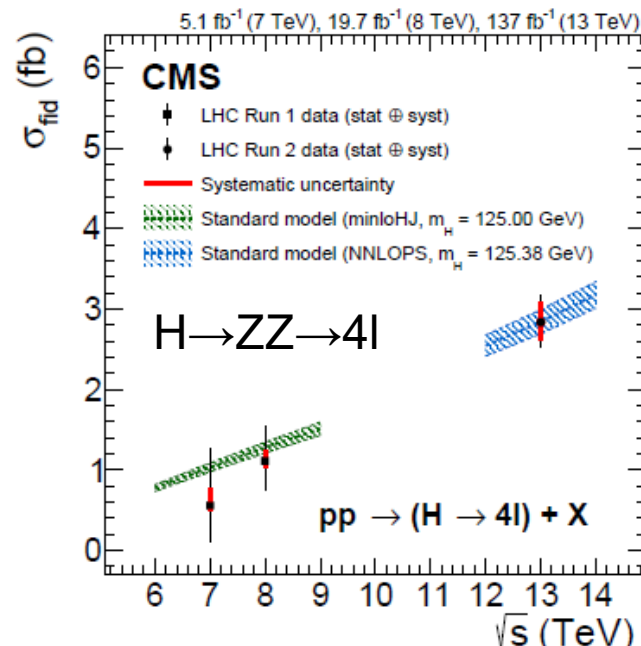 5.1 fb⁻¹ (7 TeV), 19.7 fb⁻¹ (8 TeV), 137 fb⁻¹ (13 TeV)
σ_fid (fb)
CMS
LHC Run 1 data (stat ⊕ syst)
LHC Run 2 data (stat ⊕ syst)
Systematic uncertainty
Standard model (minloHJ, m_H = 125.00 GeV)
Standard model (NNLOPS, m_H = 125.38 GeV)
H→ZZ→4l
pp → (H → 4l) + X
6
5
4
3
2
1
0
6 7 8 9 10 11 12 13 14
√s (TeV)